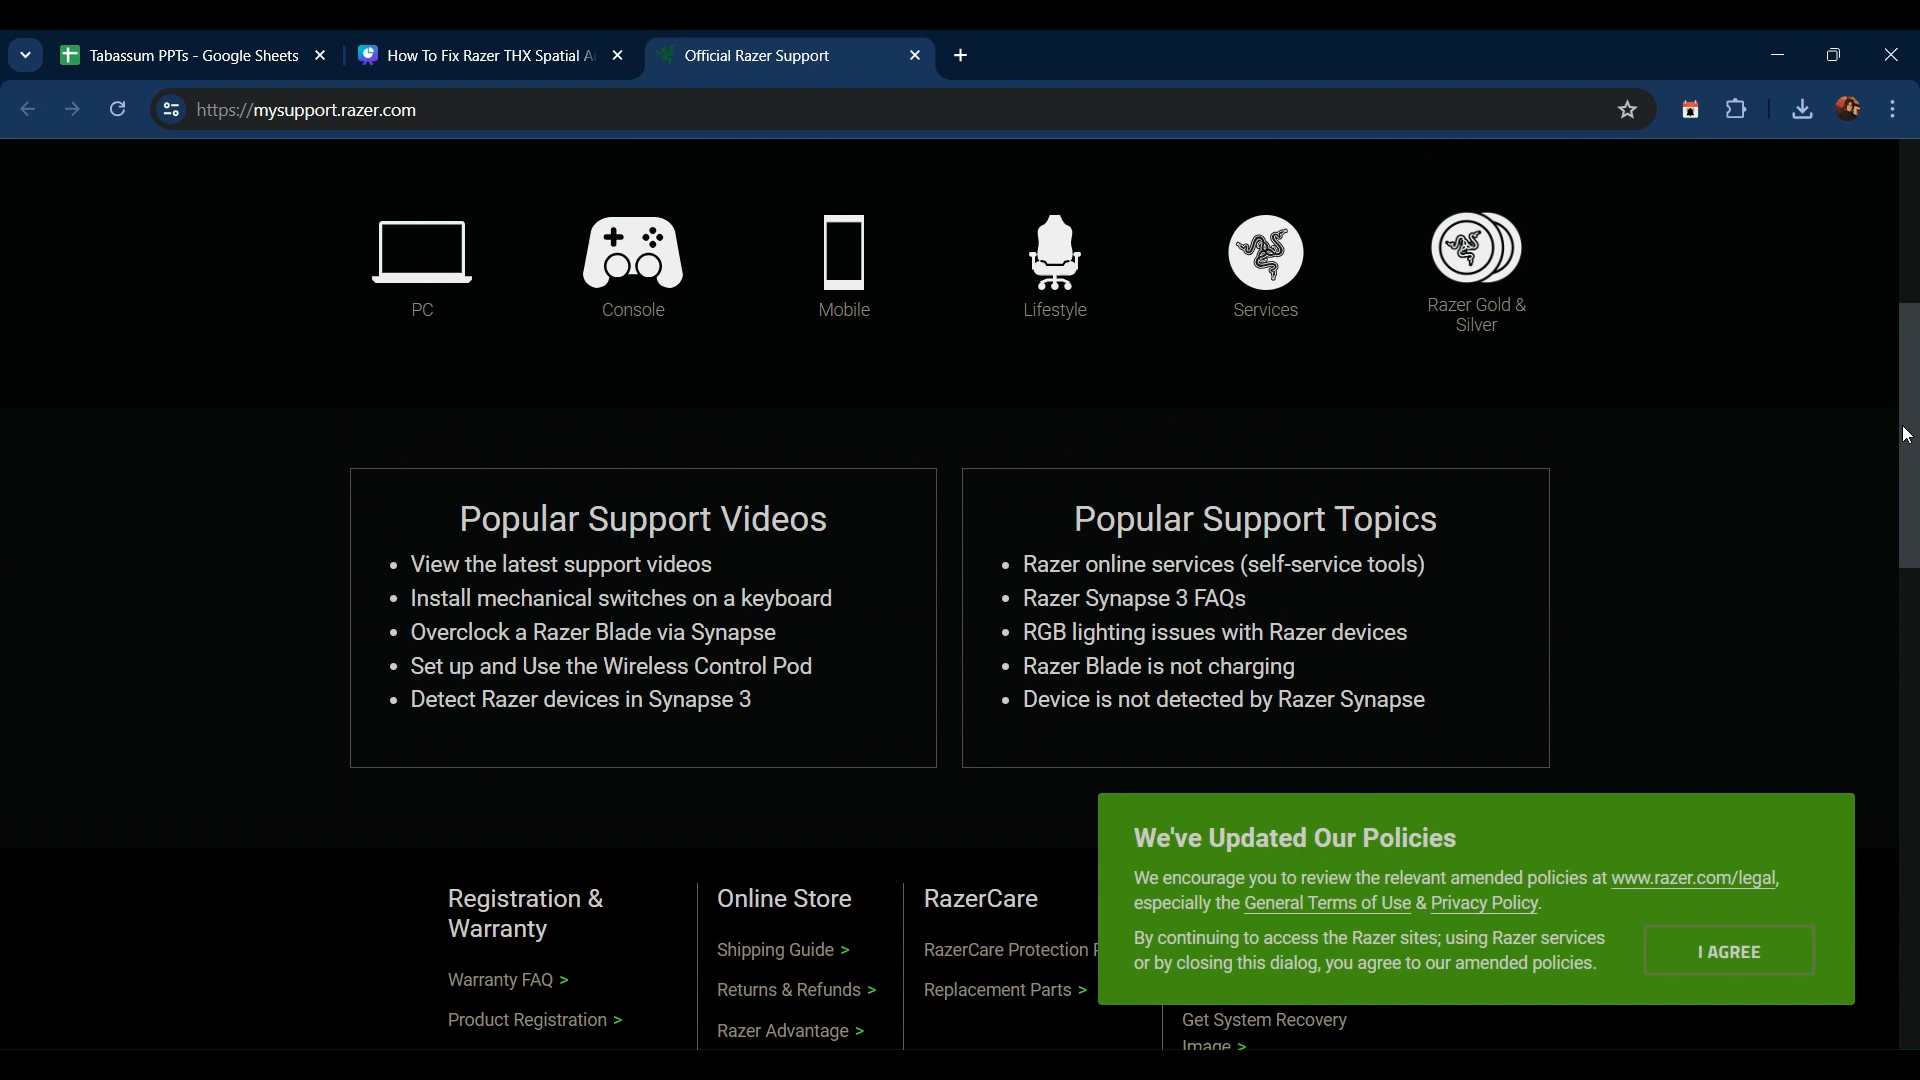 Tabassum PPTs - Google Sheets
How To Fix Razer THX Spatial A
Official Razer Support
https://mysupport.razer.com
PC
Console
Mobile
Lifestyle
Services
Razer Gold &
Silver
Popular Support Videos
• View the latest support videos
• Install mechanical switches on a keyboard
• Overclock a Razer Blade via Synapse
• Set up and Use the Wireless Control Pod
• Detect Razer devices in Synapse 3
Popular Support Topics
• Razer online services (self-service tools)
• Razer Synapse 3 FAQs
• RGB lighting issues with Razer devices
• Razer Blade is not charging
• Device is not detected by Razer Synapse
Registration &
Warranty
Warranty FAQ >
Product Registration >
Online Store
Shipping Guide >
Returns & Refunds >
Razer Advantage >
RazerCare
RazerCare Protection
Replacement Parts >
Get System Recovery
Image >
We've Updated Our Policies
We encourage you to review the relevant amended policies at www.razer.com/legal,
especially the General Terms of Use & Privacy Policy.
By continuing to access the Razer sites; using Razer services
or by closing this dialog, you agree to our amended policies.
I AGREE